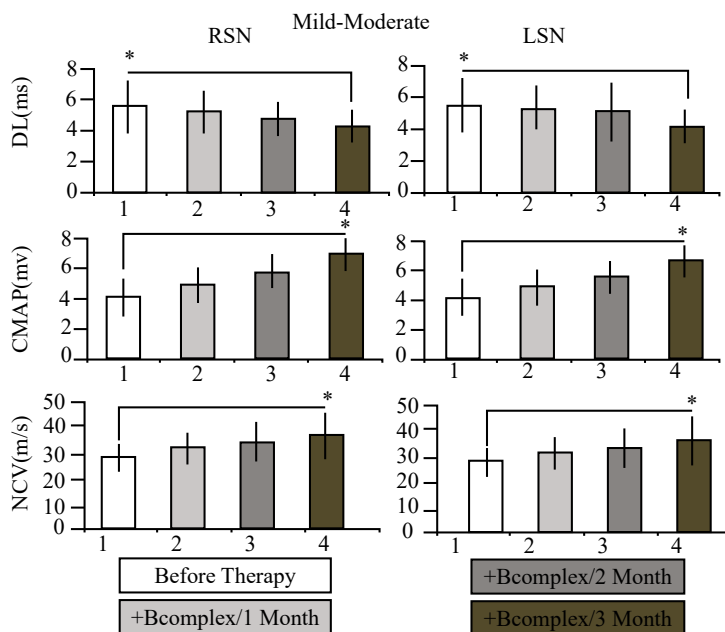 Mild-Moderate
RSN
LSN
DL(ms)
8
6
4
2
0
*
1 2 3 4
8
6
4
2
0
*
1 2 3 4
CMAP(mv)
8
6
4
2
0
*
1 2 3 4
8
6
4
2
0
*
1 2 3 4
NCV(m/s)
50
40
30
20
10
0
*
1 2 3 4
50
40
30
20
10
0
*
1 2 3 4
Before Therapy
+Bcomplex/2 Month
+Bcomplex/1 Month
+Bcomplex/3 Month